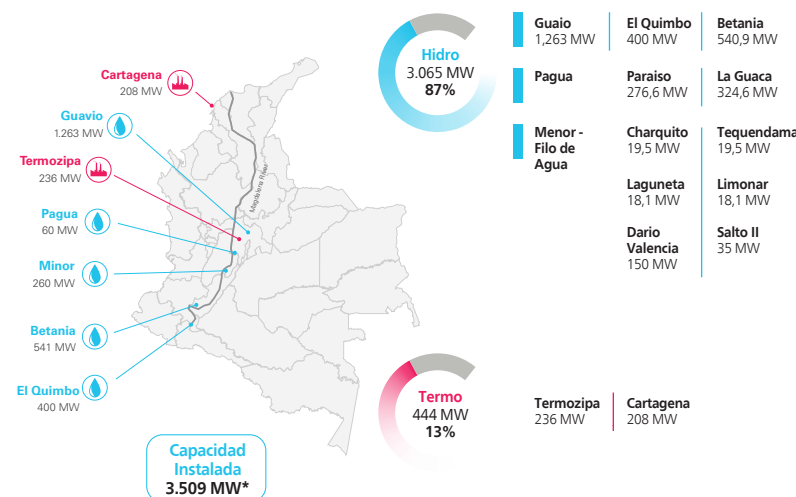 Cartagena
208 MW
Guavio
1.263 MW
Termozipa
236 MW
Pagua
60 MW
Minor
260 MW
Betania
541 MW
El Quimbo
400 MW
Magdalena River
Capacidad
Instalada
3.509 MW*
Hidro
3.065 MW
87%
Guaio
1,263 MW
El Quimbo
400 MW
Betania
540,9 MW
Pagua
Paraiso
276,6 MW
La Guaca
324,6 MW
Menor -
Filo de
Agua
Charquito
19,5 MW
Tequendama
19,5 MW
Laguneta
18,1 MW
Limonar
18,1 MW
Dario
Valencia
150 MW
Salto II
35 MW
Termo
444 MW
13%
Termozipa
236 MW
Cartagena
208 MW